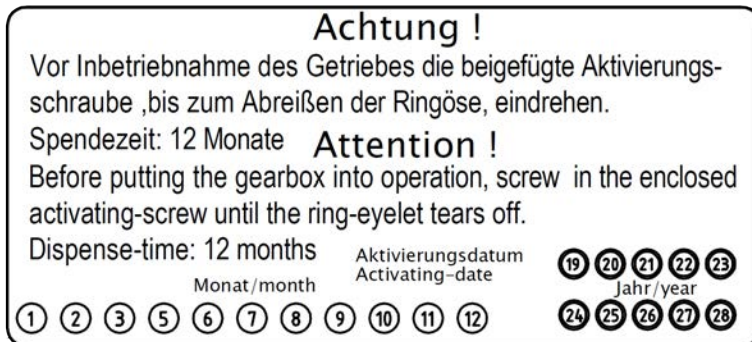 Achtung !
Vor Inbetriebnahme des Getriebes die beigefügte Aktivierungs-
schraube ,bis zum Abreißen der Ringöse, eindrehen.
Spendezeit: 12 Monate
Attention !
Before putting the gearbox into operation, screw in the enclosed
activating-screw until the ring-eyelet tears off.
Dispense-time: 12 months
Aktivierungsdatum
Activating-date
Monat/month
1 2 3 5 6 7 8 9 10 11 12
19 20 21 22 23
Jahr/year
24 25 26 27 28